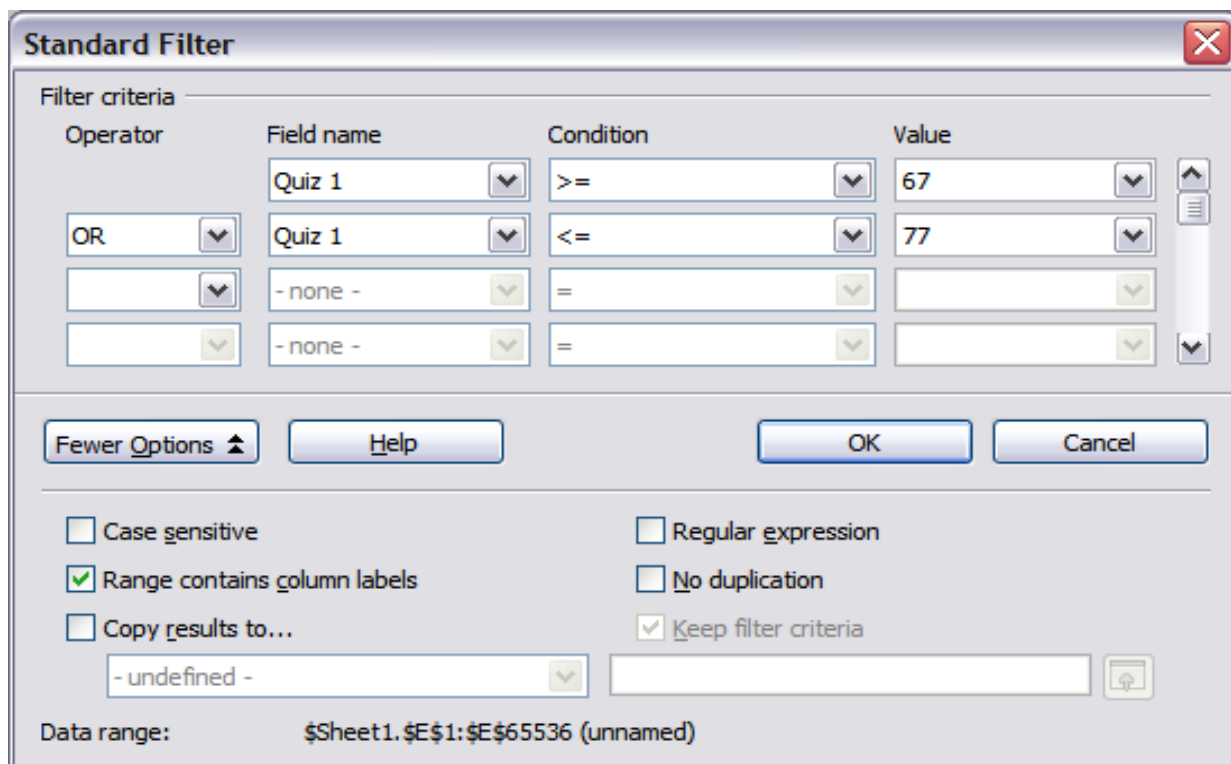 Standard Filter
Filter criteria
Operator Field name Condition Value
Quiz 1 >= 67
OR Quiz 1 <= 77
- none - =
- none - =
Fewer Options Help OK Cancel
Case sensitive Regular expression
Range contains column labels No duplication
Copy results to... Keep filter criteria
- undefined -
Data range: $Sheet1.$E$1:$E$65536 (unnamed)